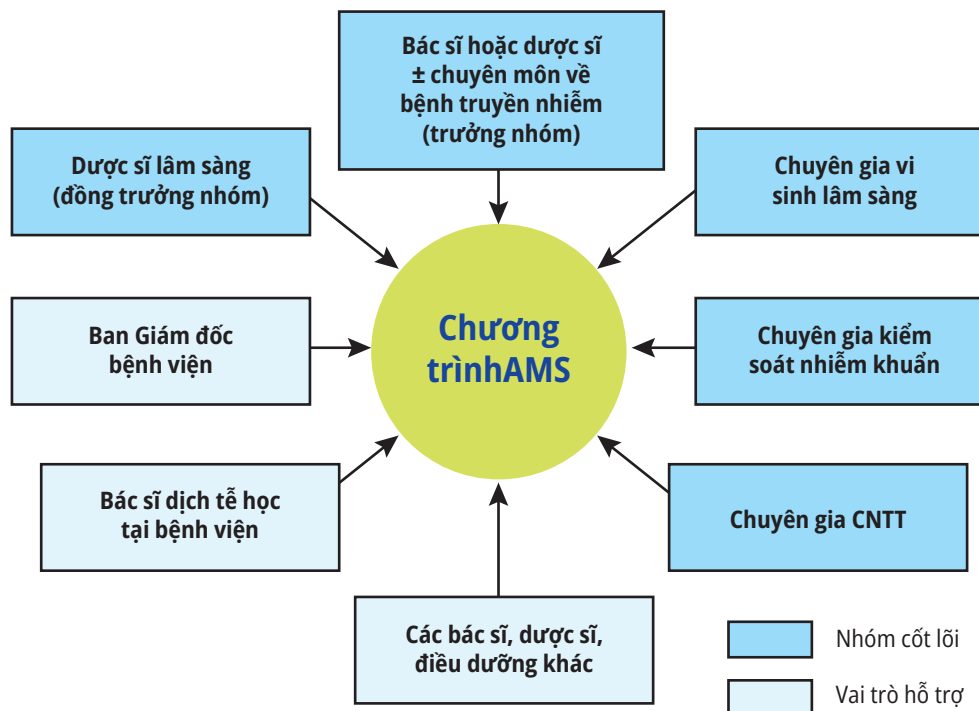 Bác sĩ hoặc dược sĩ
± chuyên môn về
bệnh truyền nhiễm
(trưởng nhóm)
Dược sĩ lâm sàng
(đồng trưởng nhóm)
Chuyên gia vi
sinh lâm sàng
Ban Giám đốc
bệnh viện
Chương
trìnhAMS
Chuyên gia kiểm
soát nhiễm khuẩn
Bác sĩ dịch tễ học
tại bệnh viện
Chuyên gia CNTT
Các bác sĩ, dược sĩ,
điều dưỡng khác
Nhóm cốt lõi
Vai trò hỗ trợ